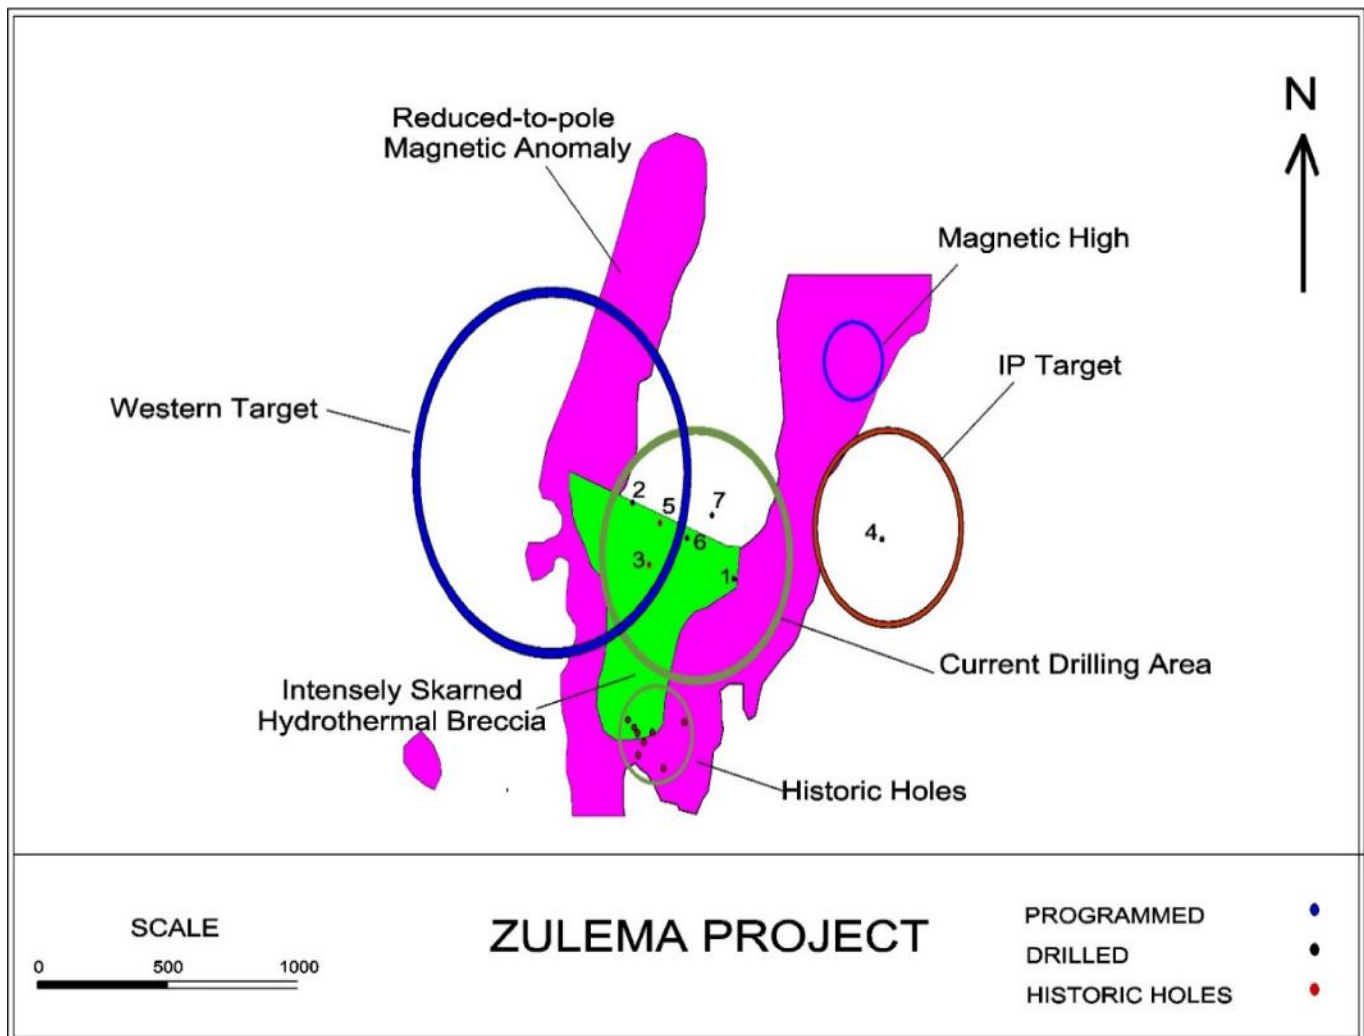 N
Reduced-to-pole
Magnetic Anomaly
Magnetic High
IP Target
Western Target
2
5
7
6
4
3
1
Current Drilling Area
Intensely Skarned
Hydrothermal Breccia
Historic Holes
SCALE
0 500 1000
ZULEMA PROJECT
PROGRAMMED
DRILLED
HISTORIC HOLES